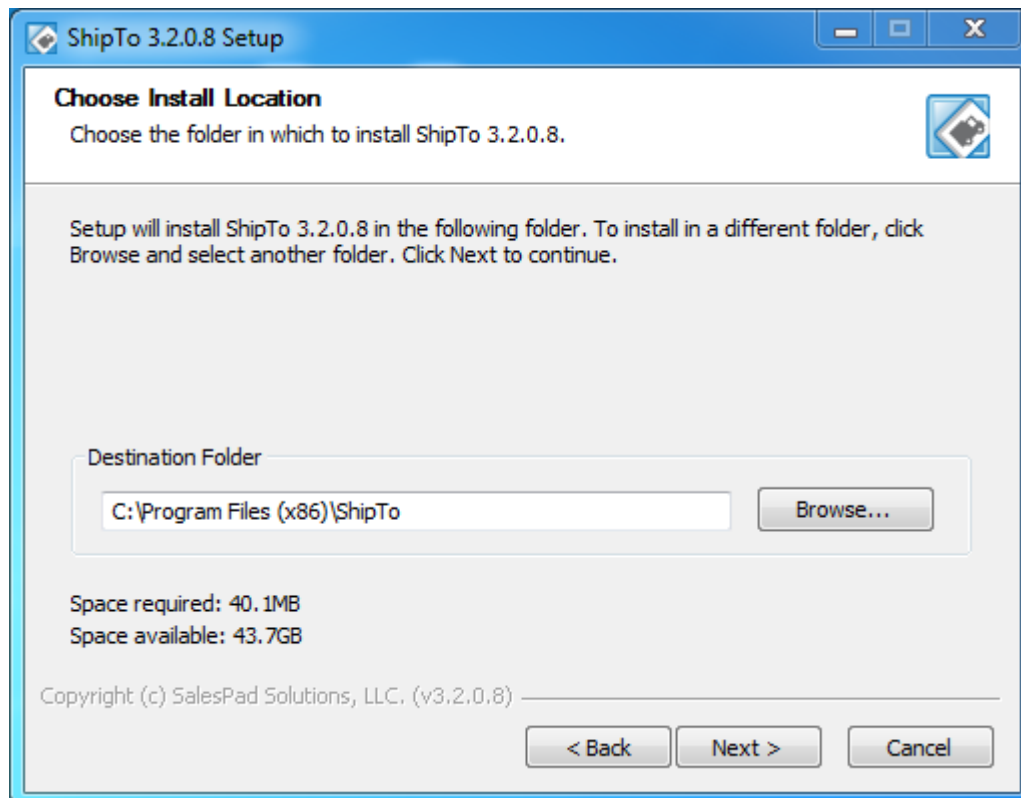 ShipTo 3.2.0.8 Setup
Choose Install Location
Choose the folder in which to install ShipTo 3.2.0.8.
Setup will install ShipTo 3.2.0.8 in the following folder. To install in a different folder, click
Browse and select another folder. Click Next to continue.
Destination Folder
C:\Program Files (x86)\ShipTo
Browse...
Space required: 40.1MB
Space available: 43.7GB
Copyright (c) SalesPad Solutions, LLC. (v3.2.0.8)
< Back
Next >
Cancel